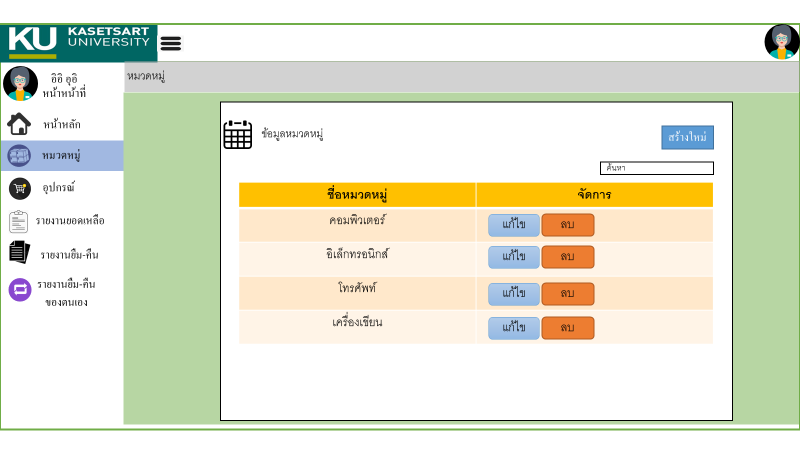 KU KASETSART
UNIVERSITY
อิอิ อุอิ
หน้าหน้าที่
หน้าหลัก
หมวดหมู่
อุปกรณ์
รายงานยอดเหลือ
รายงานยืม-คืน
รายงานยืม-คืน
ของตนเอง
หมวดหมู่
ข้อมูลหมวดหมู่
สร้างใหม่
ค้นหา
ชื่อหมวดหมู่ จัดการ
คอมพิวเตอร์ แก้ไข ลบ
อิเล็กทรอนิกส์ แก้ไข ลบ
โทรศัพท์ แก้ไข ลบ
เครื่องเขียน แก้ไข ลบ